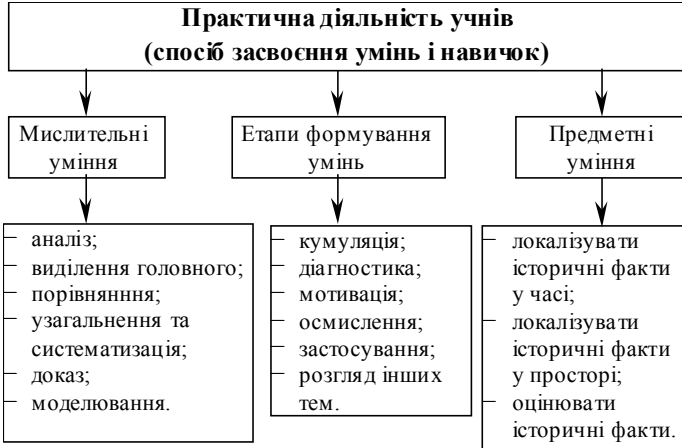 Практична діяльність учнів
(спосіб засвоєння умінь і навичок)
Мислительні
уміння
Етапи формування
умінь
Предметні
уміння
– аналіз;
– виділення головного;
– порівнянння;
– узагальнення та
систематизація;
– доказ;
– моделювання.
– кумуляція;
– діагностика;
– мотивація;
– осмислення;
– застосування;
– розгляд інших
тем.
– локалізувати
історичні факти
у часі;
– локалізувати
історичні факти
у просторі;
– оцінювати
історичні факти.